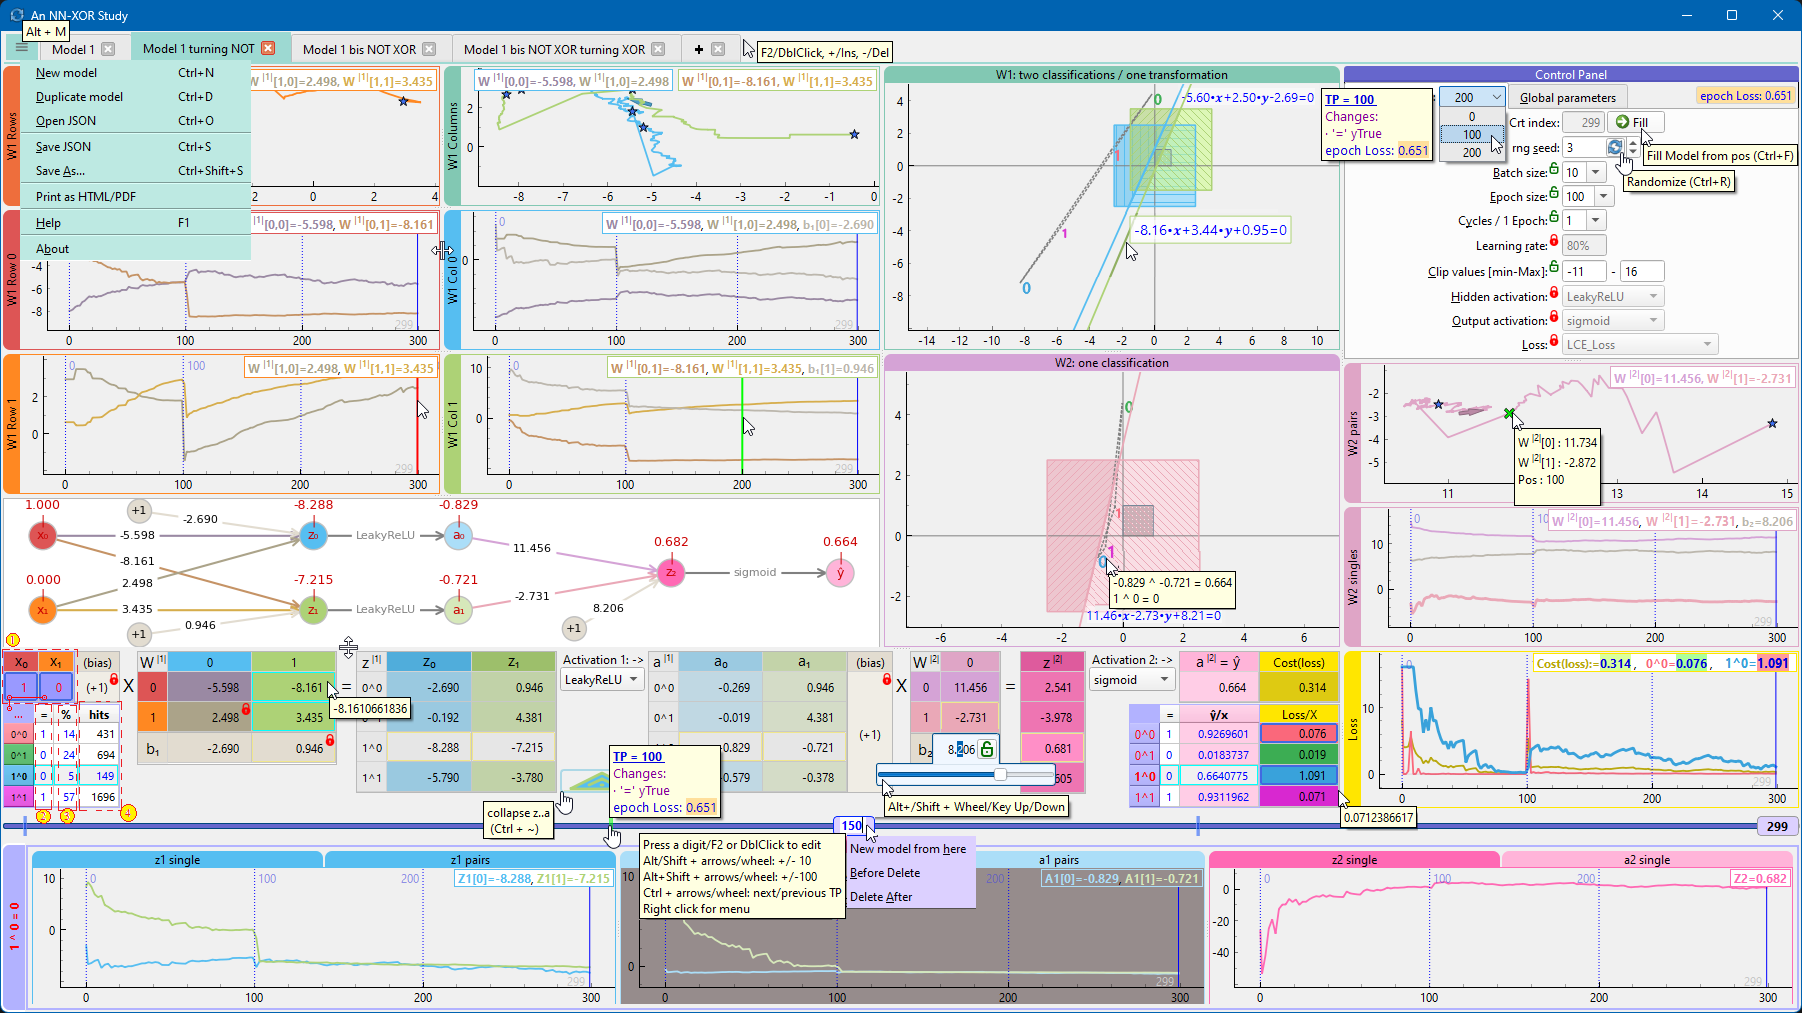 An NN-XOR Study
Alt + M
Model 1
Model 1 turning NOT
Model 1 bis NOT XOR
Model 1 bis NOT XOR turning XOR
+
F2/DblClick, +/Ins, -/Del
New model Ctrl+N
Duplicate model Ctrl+D
Open JSON Ctrl+O
Save JSON Ctrl+S
Save As... Ctrl+Shift+S
Print as HTML/PDF
Help F1
About
W1 Rows
W |1|[1,0]=2.498, W |1|[1,1]=3.435
0 2 3 4
W1 Columns
W |1|[0,0]=-5.598, W |1|[1,0]=2.498
W |1|[0,1]=-8.161, W |1|[1,1]=3.435
2
0
-8 -7 -6 -5 -4 -3 -2 -1 0
W1 Row 0
|1|[0,0]=-5.598, W |1|[0,1]=-8.161
-4
-6
-8
299
0 100 200 300
W1 Col 0
W |1|[0,0]=-5.598, W |1|[1,0]=2.498, b₁[0]=-2.690
0
0
299
0 100 200 300
W1 Row 1
W |1|[1,0]=2.498, W |1|[1,1]=3.435
0 100
2
0
299
0 100 200 300
W1 Col 1
W |1|[0,1]=-8.161, W |1|[1,1]=3.435, b₁[1]=0.946
0
10
0
299
0 100 200 300
W1: two classifications / one transformation
-5.60•x+2.50•y-2.69=0
-8.16•x+3.44•y+0.95=0
0
1
1
0
4
2
0
-2
-4
-6
-8
-14 -12 -10 -8 -6 -4 -2 0 2 4 6 8 10
W2: one classification
0
1
1
0
4
2
0
-2
-0.829 ^ -0.721 = 0.664
1 ^ 0 = 0
11.46•x-2.73•y+8.21=0
-6 -4 -2 0 2 4 6
Control Panel
TP = 100
Changes:
· '=' yTrue
epoch Loss: 0.651
200
0
100
200
Global parameters
epoch Loss: 0.651
Crt index: 299 Fill
Fill Model from pos (Ctrl+F)
rng seed: 3
Randomize (Ctrl+R)
Batch size: 10
Epoch size: 100
Cycles / 1 Epoch: 1
Learning rate: 80%
Clip values [min-Max]: -11 - 16
Hidden activation: LeakyReLU
Output activation: sigmoid
Loss: LCE_Loss
W2 pairs
W |2|[0]=11.456, W |2|[1]=-2.731
-2
-3
-4
-5
W |2|[0] : 11.734
W |2|[1] : -2.872
Pos : 100
11 13 14 15
W2 singles
W |2|[0]=11.456, W |2|[1]=-2.731, b₂=8.206
0
10
0
299
0 100 200 300
1.000
x₀
0.000
x₁
+1
-2.690
-5.598
-8.161
2.498
3.435
0.946
+1
-8.288
z₀
-7.215
z₁
LeakyReLU
LeakyReLU
-0.829
a₀
-0.721
a₁
11.456
-2.731
8.206
+1
0.682
z₂
sigmoid
0.664
ŷ
1
x₀ x₁ (bias)
1 0 (+1) X
... = % hits
0^0 1 14 431
0^1 0 24 694
1^0 0 5 149
1^1 1 57 1696
2 3 4
W |1| 0 1
0 -5.598 -8.161 =
1 2.498 3.435
b₁ -2.690 0.946
-8.1610661836
z |1| z₀ z₁
0^0 -2.690 0.946
0^1 -0.192 4.381
1^0 -8.288 -7.215
1^1 -5.790 -3.780
Activation 1: ->
LeakyReLU
a |1| a₀ a₁ (bias)
0^0 -0.269 0.946 X
0^1 -0.019 4.381
-0.829 -0.721 (+1)
.579 -0.378
collapse z..a
(Ctrl + ~)
TP = 100
Changes:
· '=' yTrue
epoch Loss: 0.651
W |2| 0
0 11.456 =
1 -2.731
b₂ 8.206
Alt+/Shift + Wheel/Key Up/Down
z |2|
2.541
-3.978
0.681
605
Activation 2: ->
sigmoid
a |2| = ŷ Cost(loss)
0.664 0.314
= ŷ/x Loss/X
0^0 1 0.9269601 0.076
0^1 0 0.0183737 0.019
1^0 0 0.6640775 1.091
1^1 1 0.9311962 0.071
0.0712386617
Loss
Cost(loss):=0.314, 0^0=0.076, 1^0=1.091
10
0
0 100 200 300
150
299
Press a digit/F2 or DblClick to edit
Alt/Shift + arrows/wheel: +/- 10
Alt+Shift + arrows/wheel: +/-100
Ctrl + arrows/wheel: next/previous TP
Right click for menu
New model from here
Before Delete
Delete After
1 ^ 0 = 0
z1 single
z1 pairs
Z1[0]=-8.288, Z1[1]=-7.215
0 100 200
10
0
299
0 100 200 300
a1 pairs
A1[0]=-0.829, A1[1]=-0.721
200
10
0
299
0 100 200 300
z2 single
a2 single
Z2=0.682
0 100 200
0
-20
-40
299
0 100 200 300